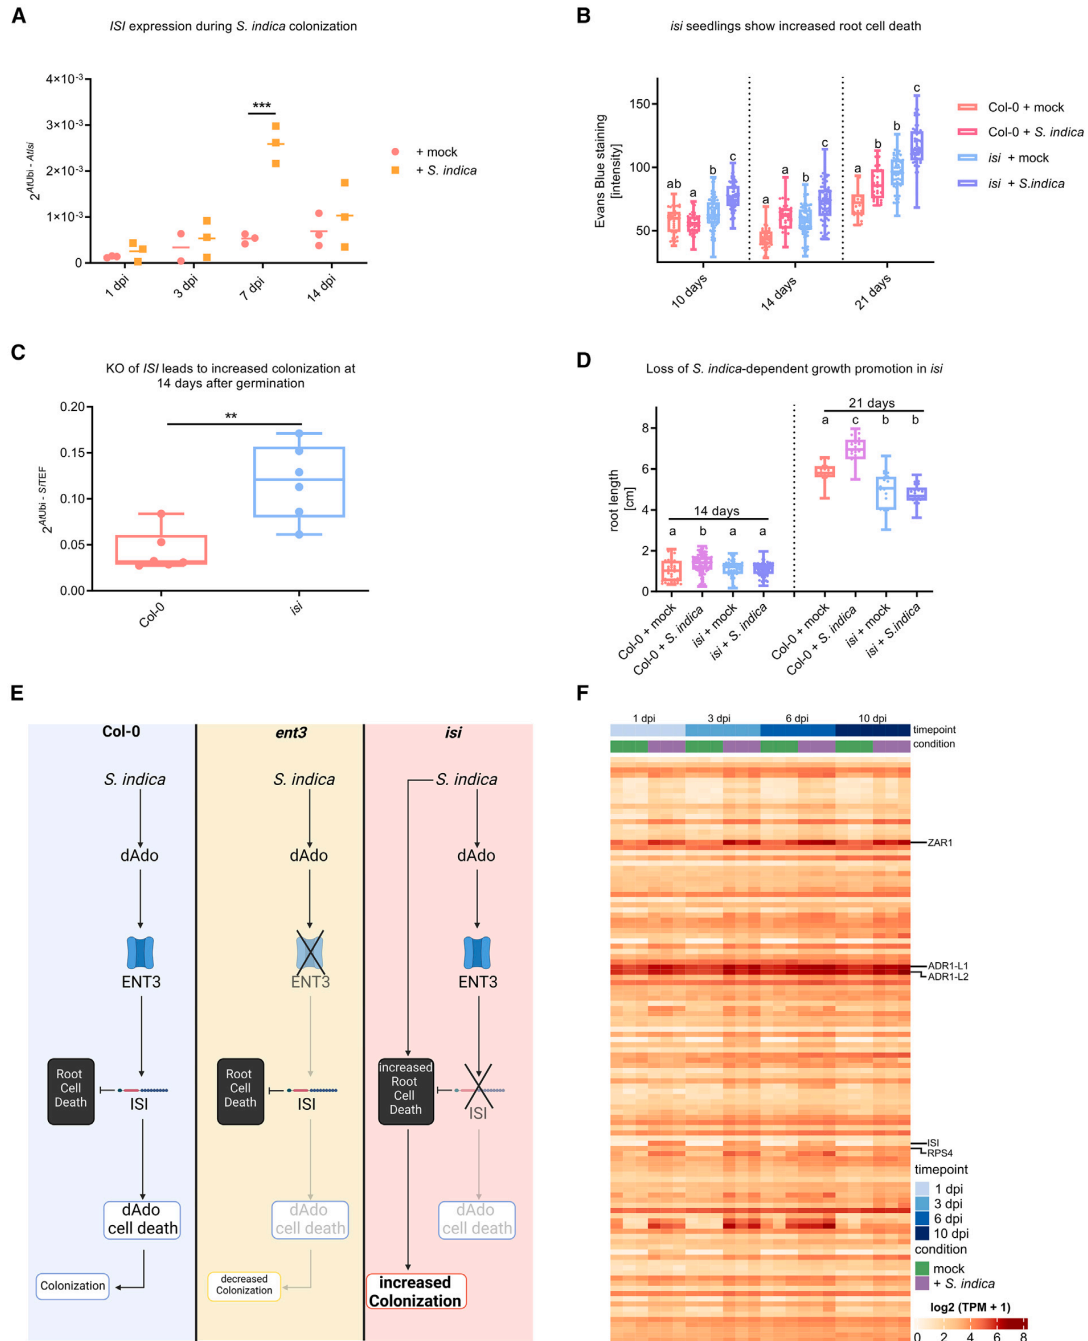 A
ISI expression during S. indica colonization
4×10⁻³
3×10⁻³
2×10⁻³
1×10⁻³
0
2^AtUbi - AtIsi
***
+ mock
+ S. indica
1 dpi
3 dpi
7 dpi
14 dpi
B
isi seedlings show increased root cell death
150
100
50
Evans Blue staining
[intensity]
ab a b c
a a b c
a b b c
10 days
14 days
21 days
Col-0 + mock
Col-0 + S. indica
isi + mock
isi + S.indica
C
KO of ISI leads to increased colonization at
14 days after germination
0.20
0.15
0.10
0.05
0.00
2^AtUbi - SiTEF
**
Col-0
isi
D
Loss of S. indica-dependent growth promotion in isi
8
6
4
2
0
root length
[cm]
21 days
a c b b
14 days
a b a a
Col-0 + mock
Col-0 + S. indica
isi + mock
isi + S. indica
Col-0 + mock
Col-0 + S. indica
isi + mock
isi + S.indica
E
Col-0
S. indica
dAdo
ENT3
Root
Cell
Death
ISI
dAdo
cell death
Colonization
ent3
S. indica
dAdo
ENT3
Root
Cell
Death
ISI
dAdo
cell death
decreased
Colonization
isi
S. indica
dAdo
ENT3
increased
Root
Cell
Death
ISI
dAdo
cell death
increased
Colonization
F
1 dpi
3 dpi
6 dpi
10 dpi
timepoint
condition
ZAR1
ADR1-L1
ADR1-L2
ISI
RPS4
timepoint
1 dpi
3 dpi
6 dpi
10 dpi
condition
mock
+ S. indica
log2 (TPM + 1)
0 2 4 6 8